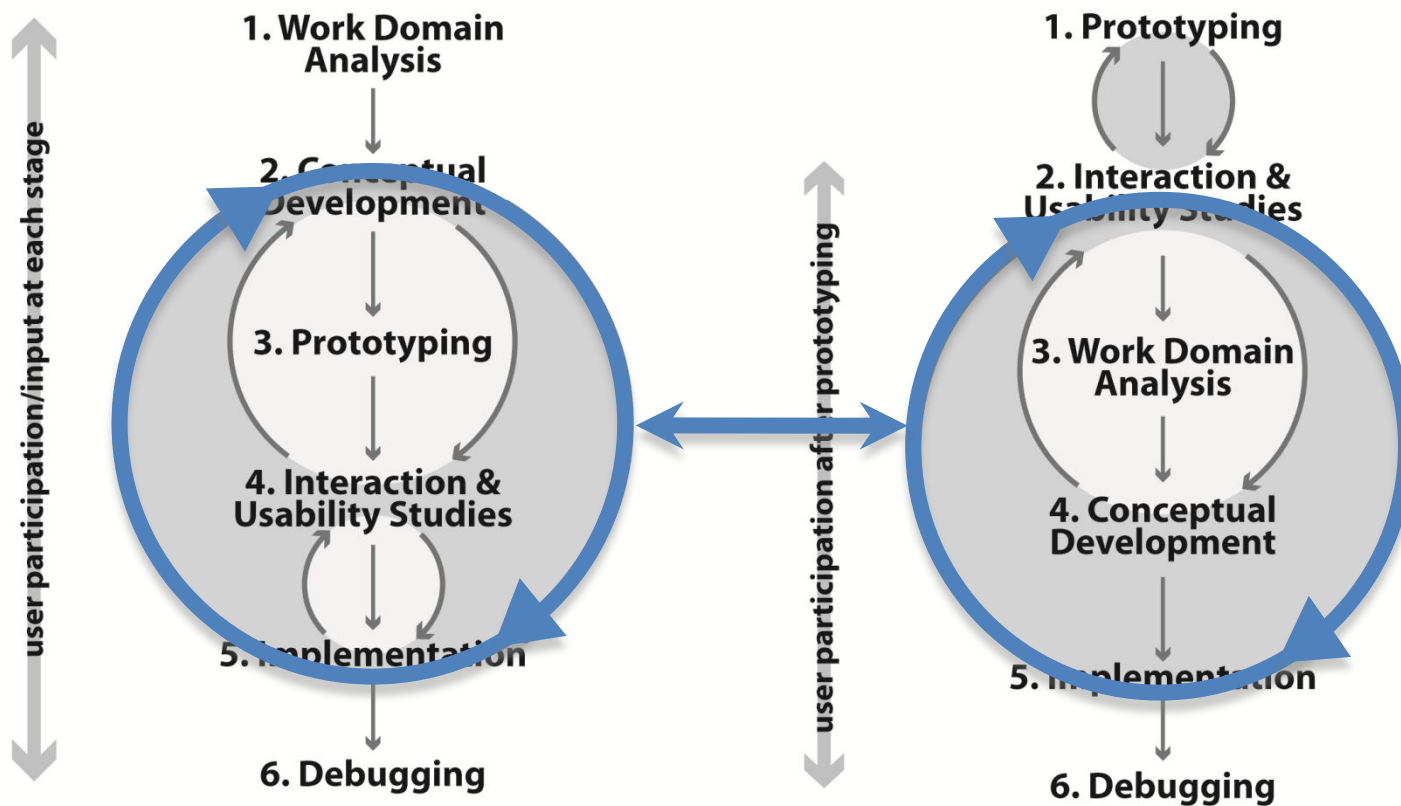 user participation/input at each stage
1. Work Domain
Analysis
2. Conceptual
Development
3. Prototyping
4. Interaction &
Usability Studies
5. Implementation
6. Debugging
user participation after prototyping
1. Prototyping
2. Interaction &
Usability Studies
3. Work Domain
Analysis
4. Conceptual
Development
5. Implementation
6. Debugging